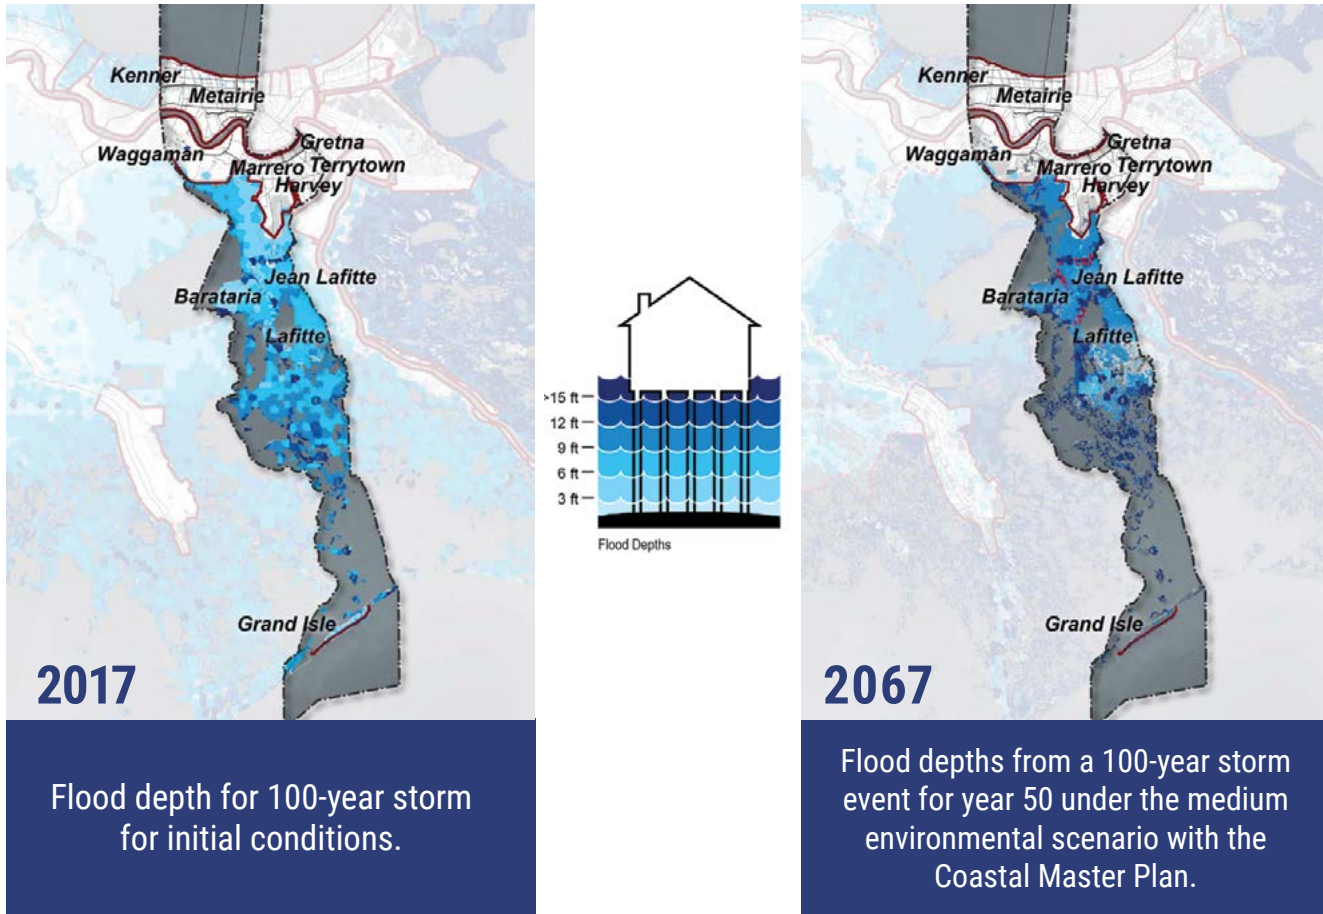 Kenner
Metairie
Gretna
Waggaman
Marrero Terrytown
Harvey
Jean Lafitte
Barataria
Lafitte
Grand Isle
2017
Flood depth for 100-year storm
for initial conditions.
>15 ft
12 ft
9 ft
6 ft
3 ft
Flood Depths
Kenner
Metairie
Gretna
Waggaman
Marrero Terrytown
Harvey
Jean Lafitte
Barataria
Lafitte
Grand Isle
2067
Flood depths from a 100-year storm
event for year 50 under the medium
environmental scenario with the
Coastal Master Plan.